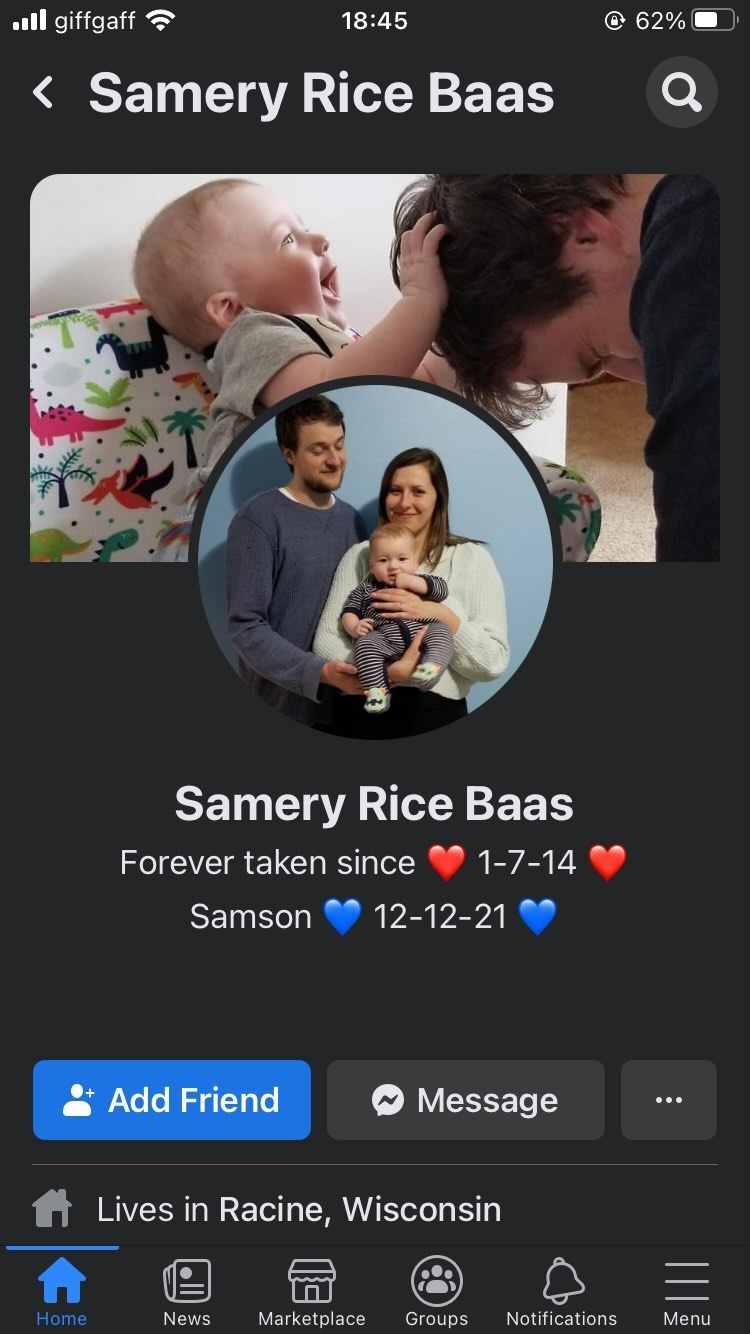 giffgaff 18:45 62%
Samery Rice Baas
Samery Rice Baas
Forever taken since ❤️ 1-7-14 ❤️
Samson 💙 12-12-21 💙
Add Friend Message
Lives in Racine, Wisconsin
Home News Marketplace Groups Notifications Menu